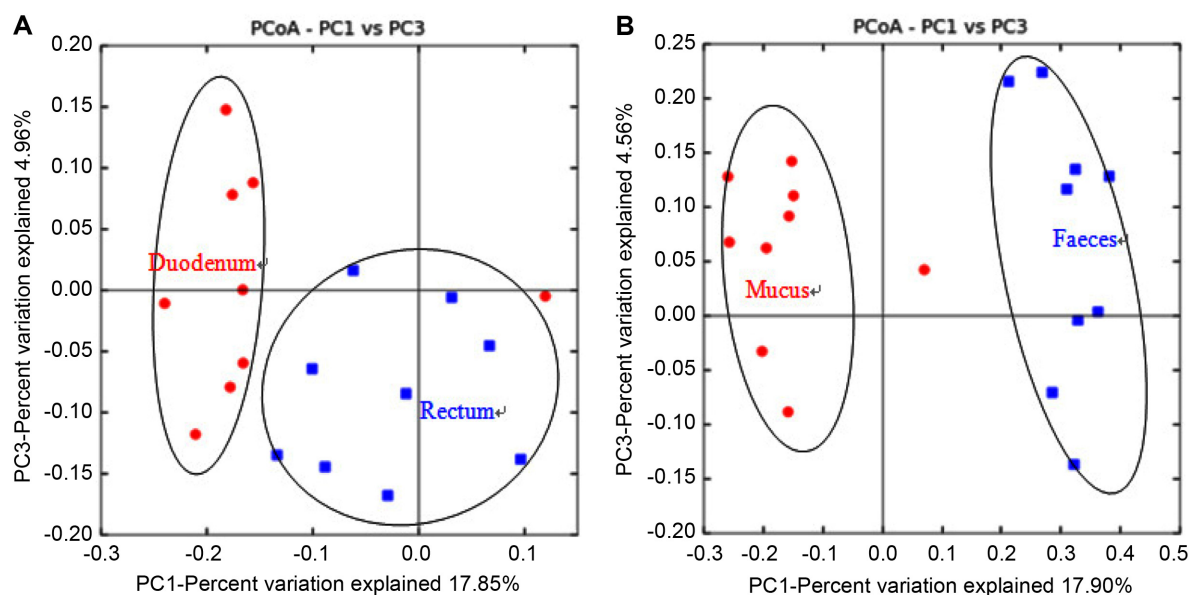 A
PCoA - PC1 vs PC3
0.20
0.15
0.10
0.05
0.00
-0.05
-0.10
-0.15
-0.20
PC3-Percent variation explained 4.96%
Duodenum↵
Rectum↵
-0.3
-0.2
-0.1
0.0
0.1
PC1-Percent variation explained 17.85%
B
PCoA - PC1 vs PC3
0.25
0.20
0.15
0.10
0.05
0.00
-0.05
-0.10
-0.15
-0.20
PC3-Percent variation explained 4.56%
Faeces↵
Mucus↵
-0.3
-0.2
-0.1
0.0
0.1
0.2
0.3
0.4
0.5
PC1-Percent variation explained 17.90%